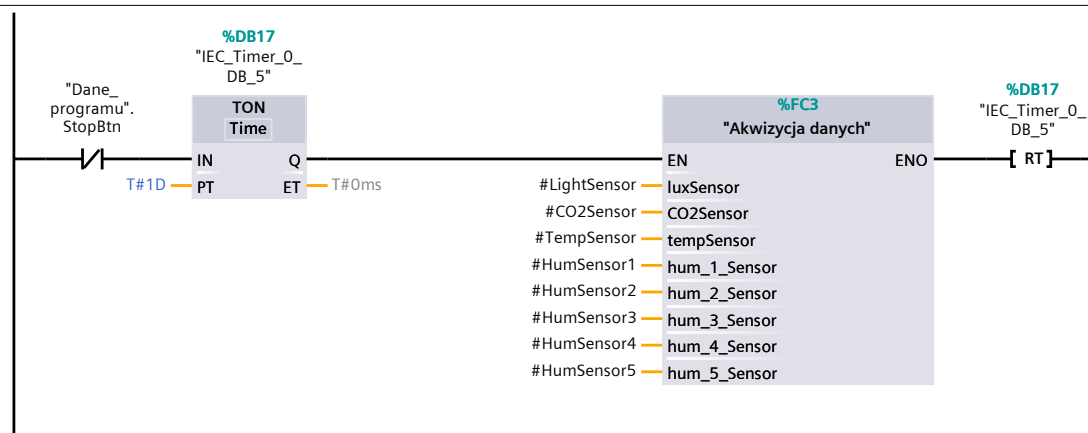 %DB17
"IEC_Timer_0_
DB_5"
"Dane_
programu".
StopBtn
TON
Time
IN
Q
T#1D
PT
ET
T#0ms
%FC3
"Akwizycja danych"
EN
ENO
#LightSensor
luxSensor
#CO2Sensor
CO2Sensor
#TempSensor
tempSensor
#HumSensor1
hum_1_Sensor
#HumSensor2
hum_2_Sensor
#HumSensor3
hum_3_Sensor
#HumSensor4
hum_4_Sensor
#HumSensor5
hum_5_Sensor
%DB17
"IEC_Timer_0_
DB_5"
RT